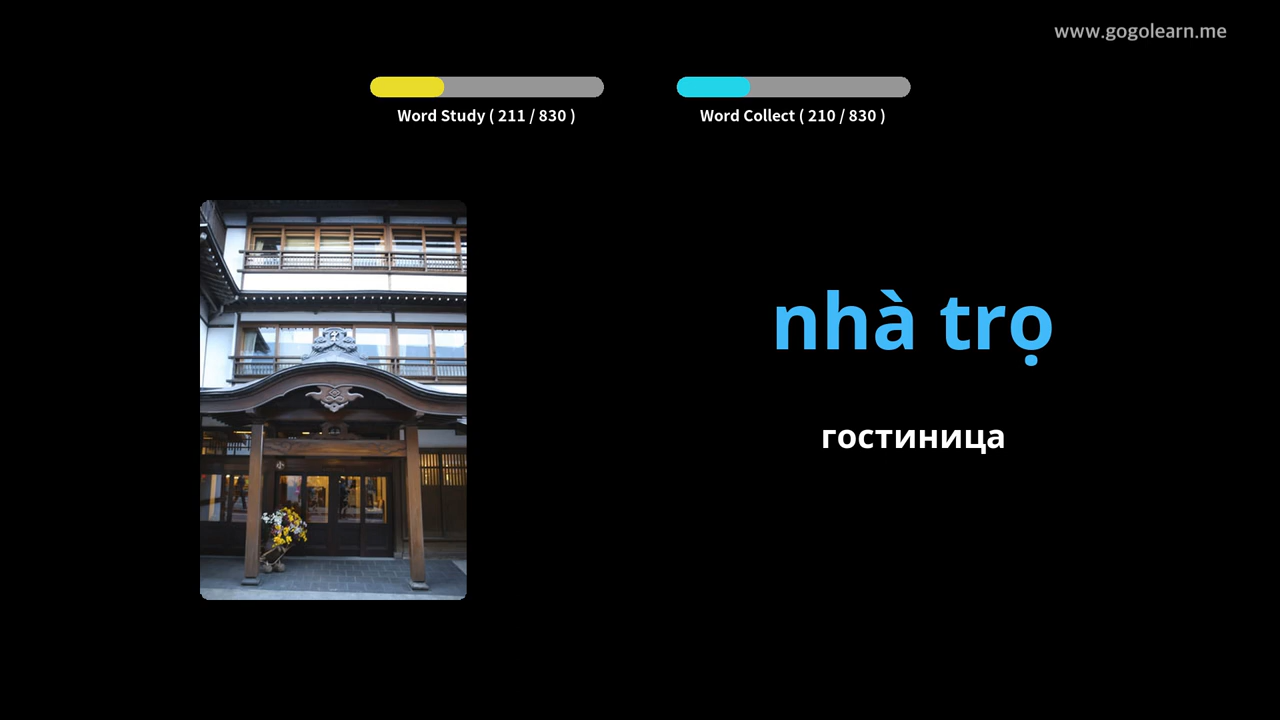 www.gogolearn.me
Word Study ( 211 / 830 )
Word Collect ( 210 / 830 )
nhà trọ
гостиница